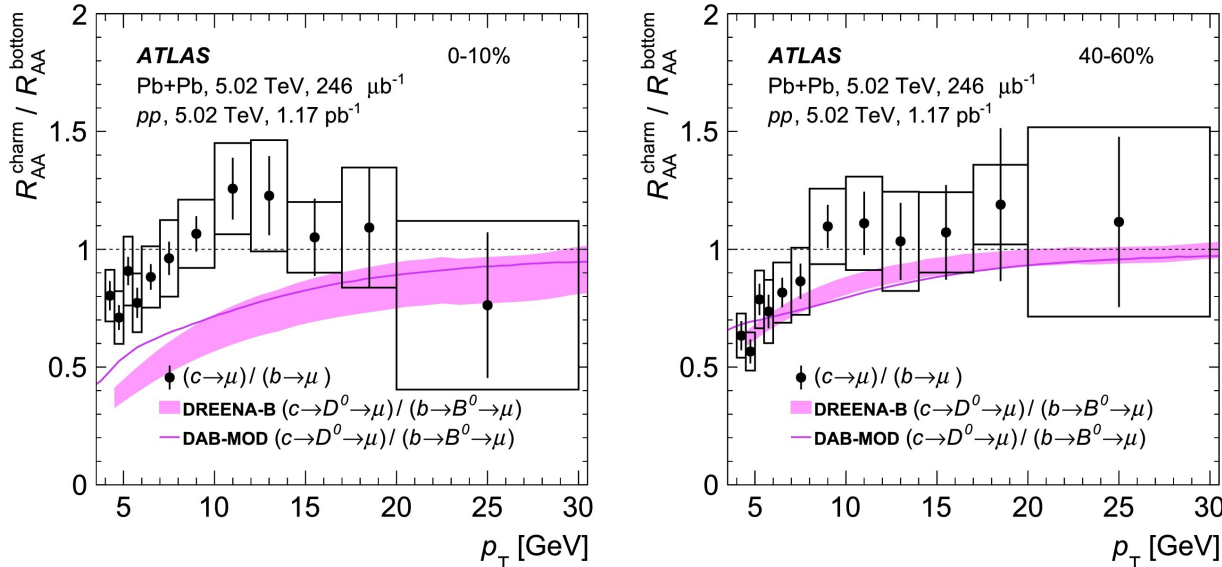 R_AA^charm / R_AA^bottom
2
1.5
1
0.5
0
ATLAS 0-10%
Pb+Pb, 5.02 TeV, 246 μb⁻¹
pp, 5.02 TeV, 1.17 pb⁻¹
(c→μ) / (b→μ)
DREENA-B (c→D⁰→μ) / (b→B⁰→μ)
DAB-MOD (c→D⁰→μ) / (b→B⁰→μ)
5 10 15 20 25 30
p_T [GeV]
R_AA^charm / R_AA^bottom
2
1.5
1
0.5
0
ATLAS 40-60%
Pb+Pb, 5.02 TeV, 246 μb⁻¹
pp, 5.02 TeV, 1.17 pb⁻¹
(c→μ) / (b→μ)
DREENA-B (c→D⁰→μ) / (b→B⁰→μ)
DAB-MOD (c→D⁰→μ) / (b→B⁰→μ)
5 10 15 20 25 30
p_T [GeV]